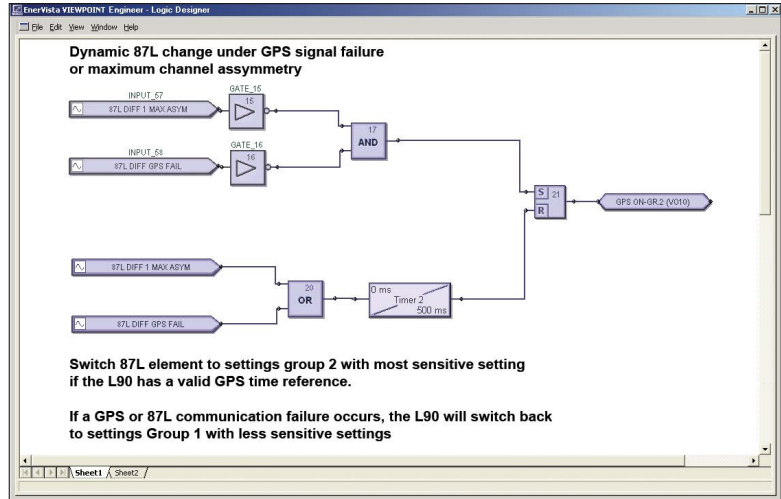 EnerVista VIEWPOINT Engineer - Logic Designer
File Edit View Window Help
Dynamic 87L change under GPS signal failure
or maximum channel assymmetry
INPUT_57
87L DIFF 1 MAX ASYM
GATE_15
15
17
AND
INPUT_58
87L DIFF GPS FAIL
GATE_16
16
S 21
R
GPS ON-GR.2 (VO10)
87L DIFF 1 MAX ASYM
20
OR
0 ms
Timer 2
500 ms
87L DIFF GPS FAIL
Switch 87L element to settings group 2 with most sensitive setting
if the L90 has a valid GPS time reference.
If a GPS or 87L communication failure occurs, the L90 will switch back
to settings Group 1 with less sensitive settings
Sheet1 Sheet2